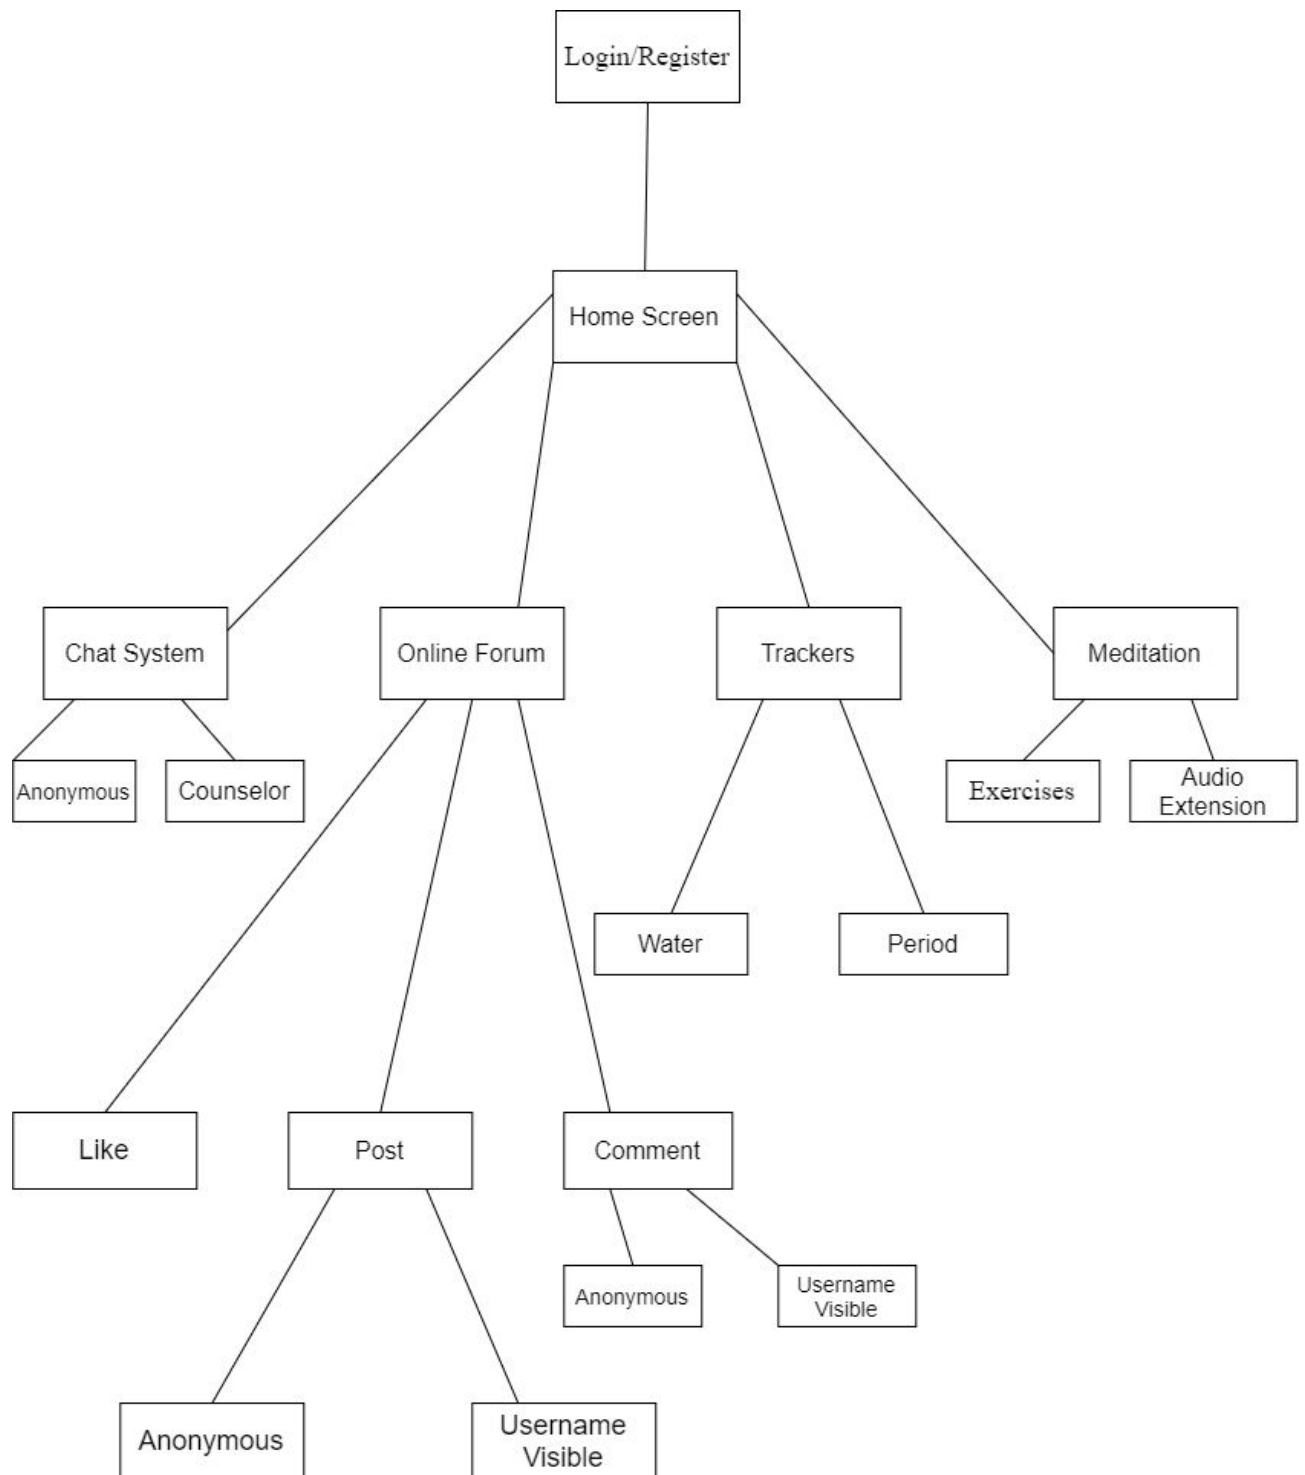 Login/Register
Home Screen
Chat System
Online Forum
Trackers
Meditation
Anonymous
Counselor
Exercises
Audio
Extension
Water
Period
Like
Post
Comment
Anonymous
Username
Visible
Anonymous
Username
Visible